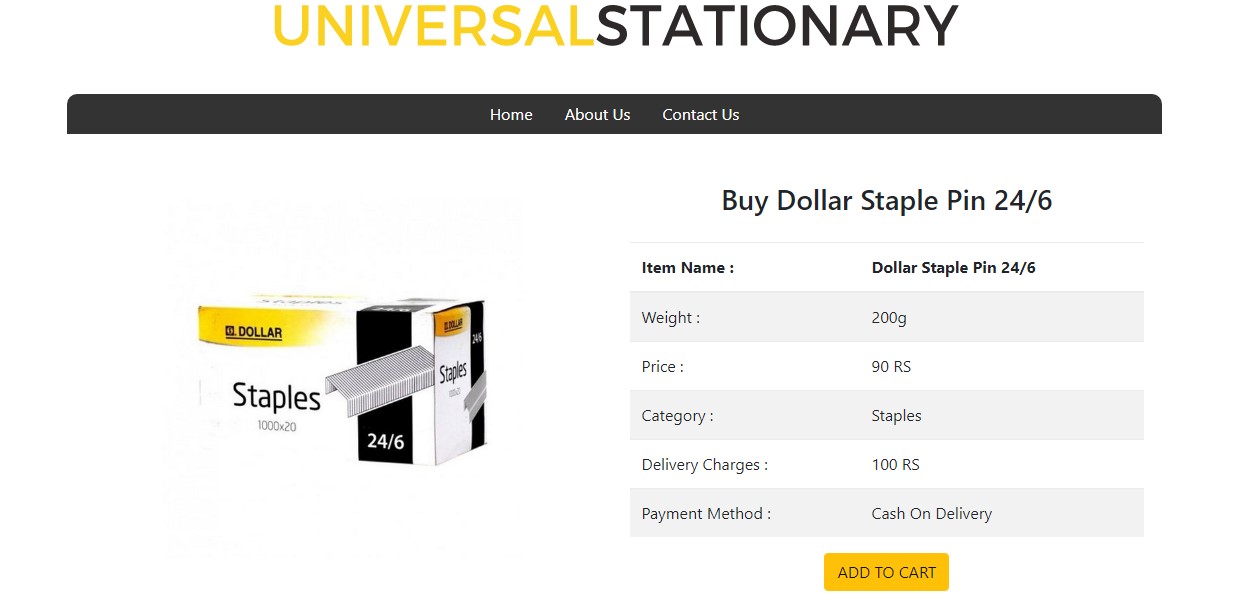 UNIVERSALSTATIONARY
Home About Us Contact Us
Buy Dollar Staple Pin 24/6
Item Name : Dollar Staple Pin 24/6
Weight : 200g
Price : 90 RS
Category : Staples
Delivery Charges : 100 RS
Payment Method : Cash On Delivery
ADD TO CART
Staples
DOLLAR
DOLLAR
24/6
Staples
Staples
1000x20
1000x20
24/6